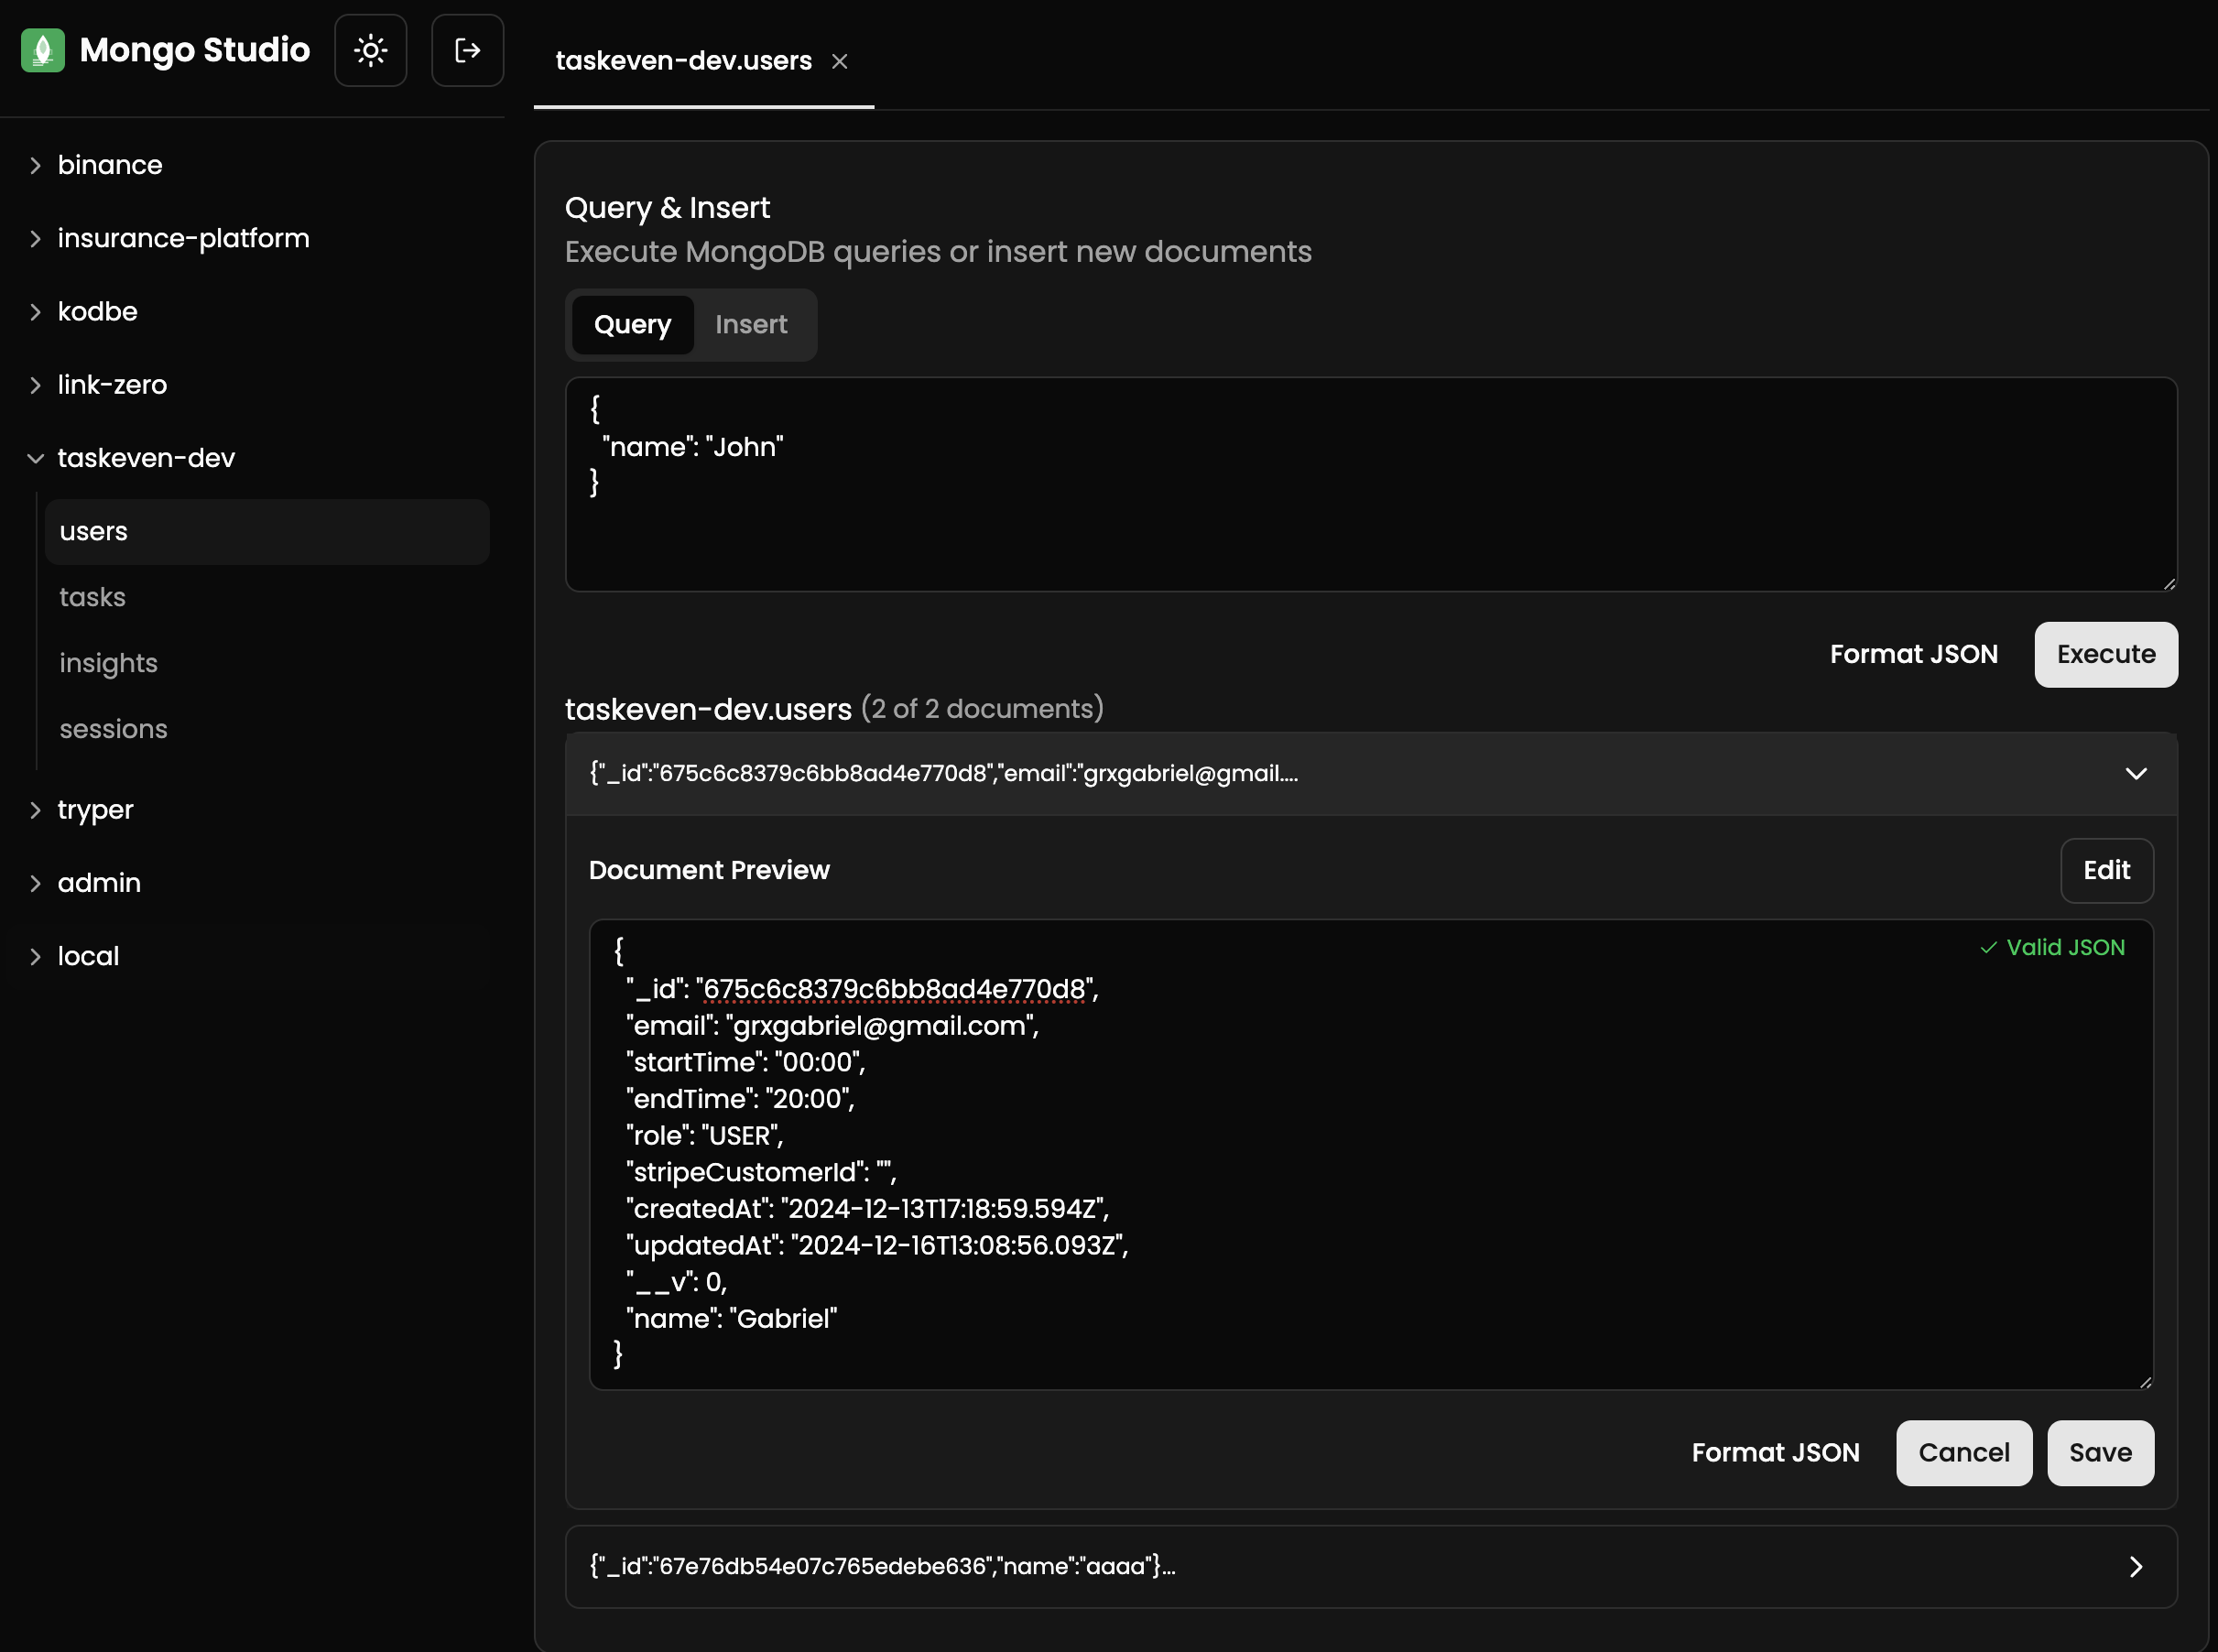 Mongo Studio
binance
insurance-platform
kodbe
link-zero
taskeven-dev
users
tasks
insights
sessions
tryper
admin
local
taskeven-dev.users
Query & Insert
Execute MongoDB queries or insert new documents
Query Insert
{
"name": "John"
}
Format JSON Execute
taskeven-dev.users (2 of 2 documents)
{"_id":"675c6c8379c6bb8ad4e770d8","email":"grxgabriel@gmail....
Document Preview Edit
{ Valid JSON
"_id": "675c6c8379c6bb8ad4e770d8",
"email": "grxgabriel@gmail.com",
"startTime": "00:00",
"endTime": "20:00",
"role": "USER",
"stripeCustomerId": "",
"createdAt": "2024-12-13T17:18:59.594Z",
"updatedAt": "2024-12-16T13:08:56.093Z",
"__v": 0,
"name": "Gabriel"
}
Format JSON Cancel Save
{"_id":"67e76db54e07c765edebe636","name":"aaaa"}...